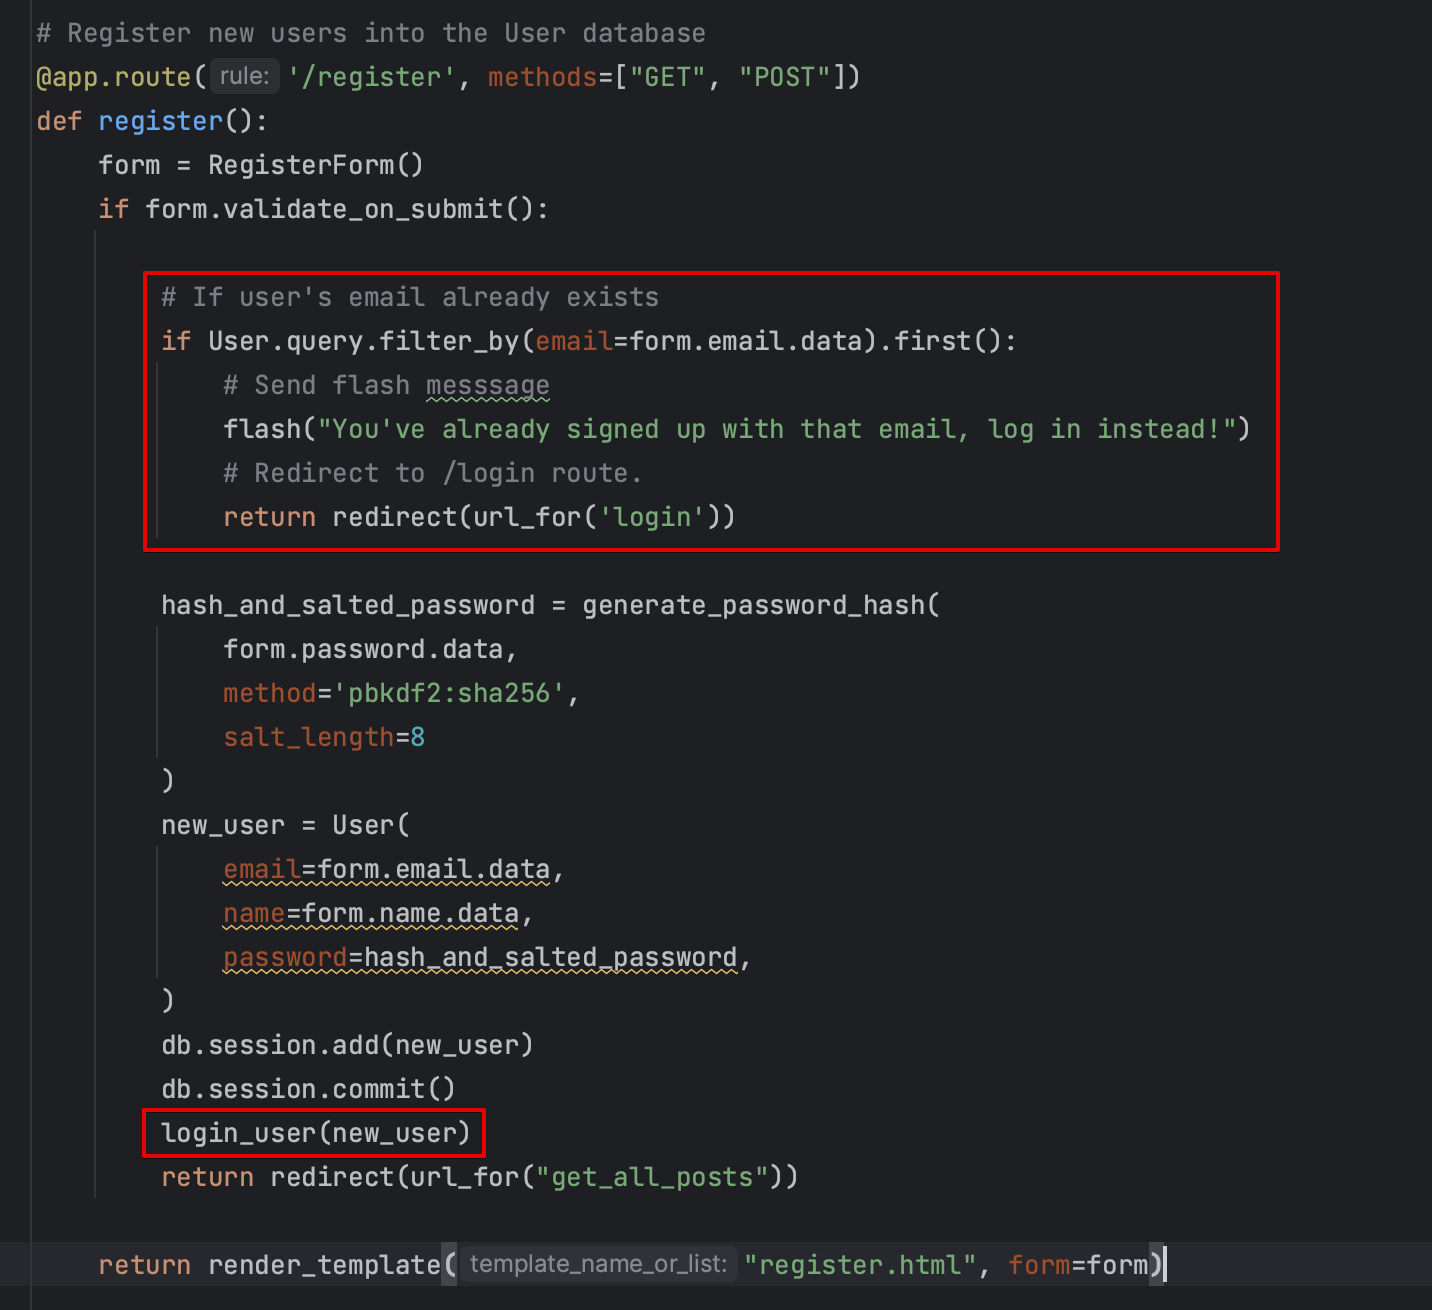 # Register new users into the User database
@app.route( rule: '/register', methods=["GET", "POST"])
def register():
    form = RegisterForm()
    if form.validate_on_submit():
        # If user's email already exists
        if User.query.filter_by(email=form.email.data).first():
            # Send flash messsage
            flash("You've already signed up with that email, log in instead!")
            # Redirect to /login route.
            return redirect(url_for('login'))
        hash_and_salted_password = generate_password_hash(
            form.password.data,
            method='pbkdf2:sha256',
            salt_length=8
        )
        new_user = User(
            email=form.email.data,
            name=form.name.data,
            password=hash_and_salted_password,
        )
        db.session.add(new_user)
        db.session.commit()
        login_user(new_user)
        return redirect(url_for("get_all_posts"))
    return render_template( template_name_or_list: "register.html", form=form)